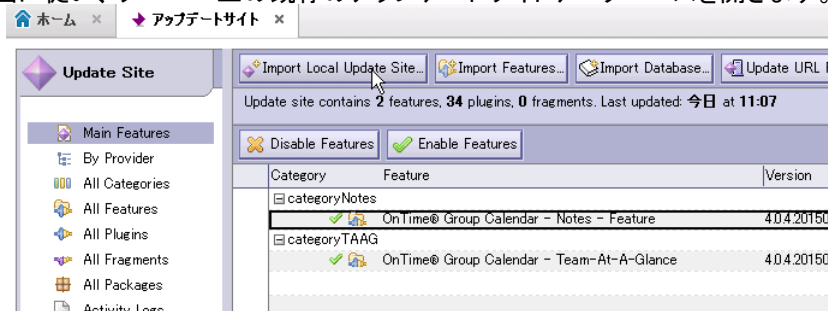 ホーム × アップデートサイト ×
Update Site
Import Local Update Site... Import Features... Import Database... Update URL
Update site contains 2 features, 34 plugins, 0 fragments. Last updated: 今日 at 11:07
Main Features
Disable Features Enable Features
By Provider
Category Feature Version
All Categories
categoryNotes
All Features
OnTime® Group Calendar - Notes - Feature 4.0.4.20150
All Plugins
categoryTAAG
All Fragments
OnTime® Group Calendar - Team-At-A-Glance 4.0.4.20150
All Packages
Activity Logs